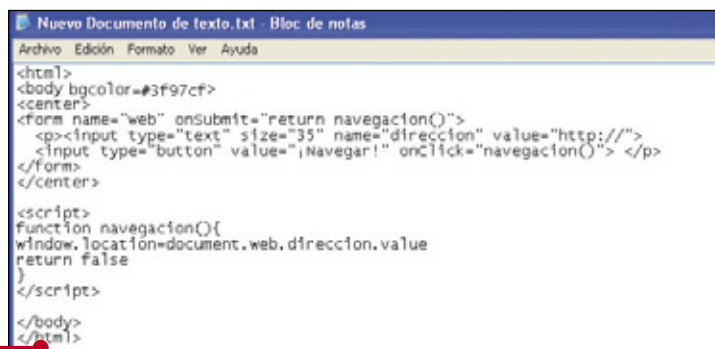 Nuevo Documento de texto.txt - Bloc de notas
Archivo Edición Formato Ver Ayuda
<html>
<body bgcolor=#3f97cf>
<center>
<form name="web" onSubmit="return navegacion()">
<p><input type="text" size="35" name="direccion" value="http://">
<input type="button" value="¡Navegar!" onClick="navegacion()"> </p>
</form>
</center>
<script>
function navegacion(){
window.location=document.web.direccion.value
return false
}
</script>
</body>
</html>